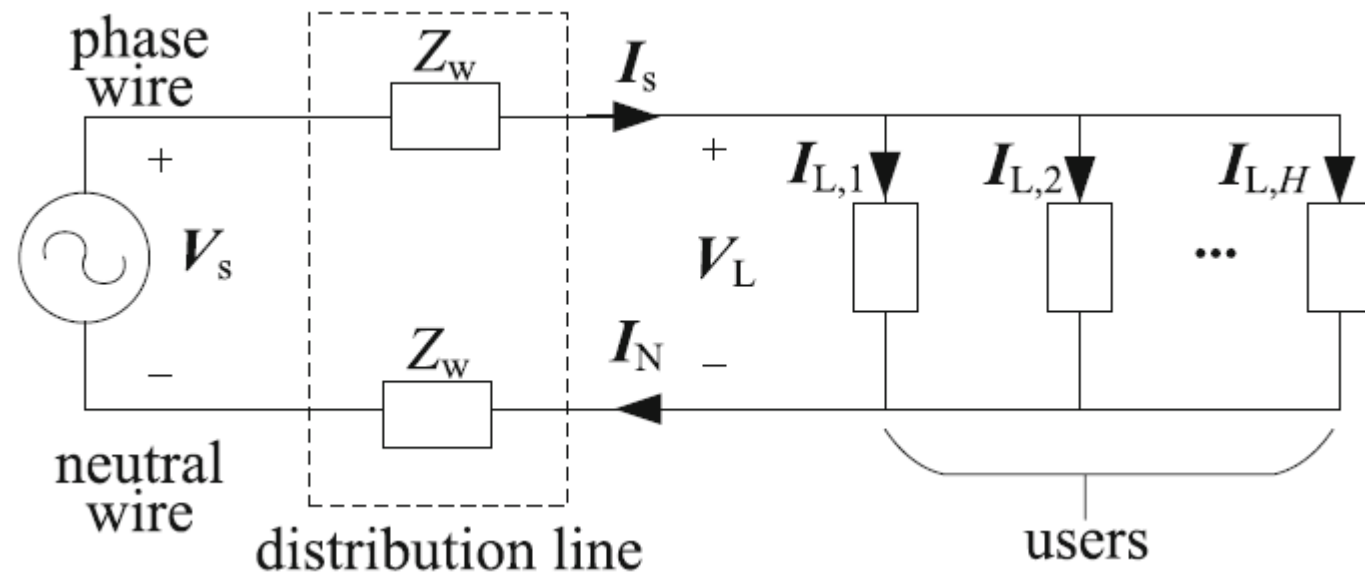 phase
wire
Z_w
I_s
+
+
I_L,1
I_L,2
I_L,H
V_s
V_L
...
Z_w
I_N
−
−
neutral
wire
distribution line
users